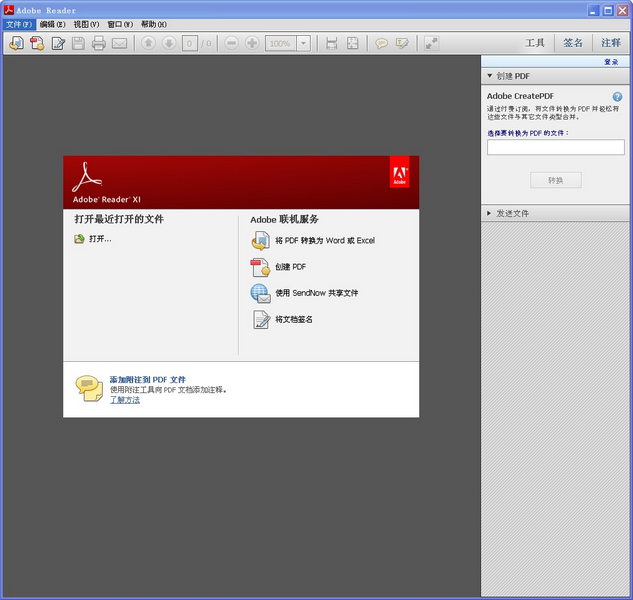 Adobe Reader
文件(F) 编辑(E) 视图(V) 窗口(W) 帮助(H)
0 / 0 100% 工具 签名 注释
登录
创建 PDF
Adobe CreatePDF
通过付费订阅，将文件转换为 PDF 并轻松将
这些文件与其它文件类型合并。
选择要转换为 PDF 的文件：
转换
发送文件
Adobe Reader XI
Adobe
打开最近打开的文件
打开...
Adobe 联机服务
将 PDF 转换为 Word 或 Excel
创建 PDF
使用 SendNow 共享文件
将文档签名
添加附注到 PDF 文件
使用附注工具向 PDF 文档添加注释。
了解方法